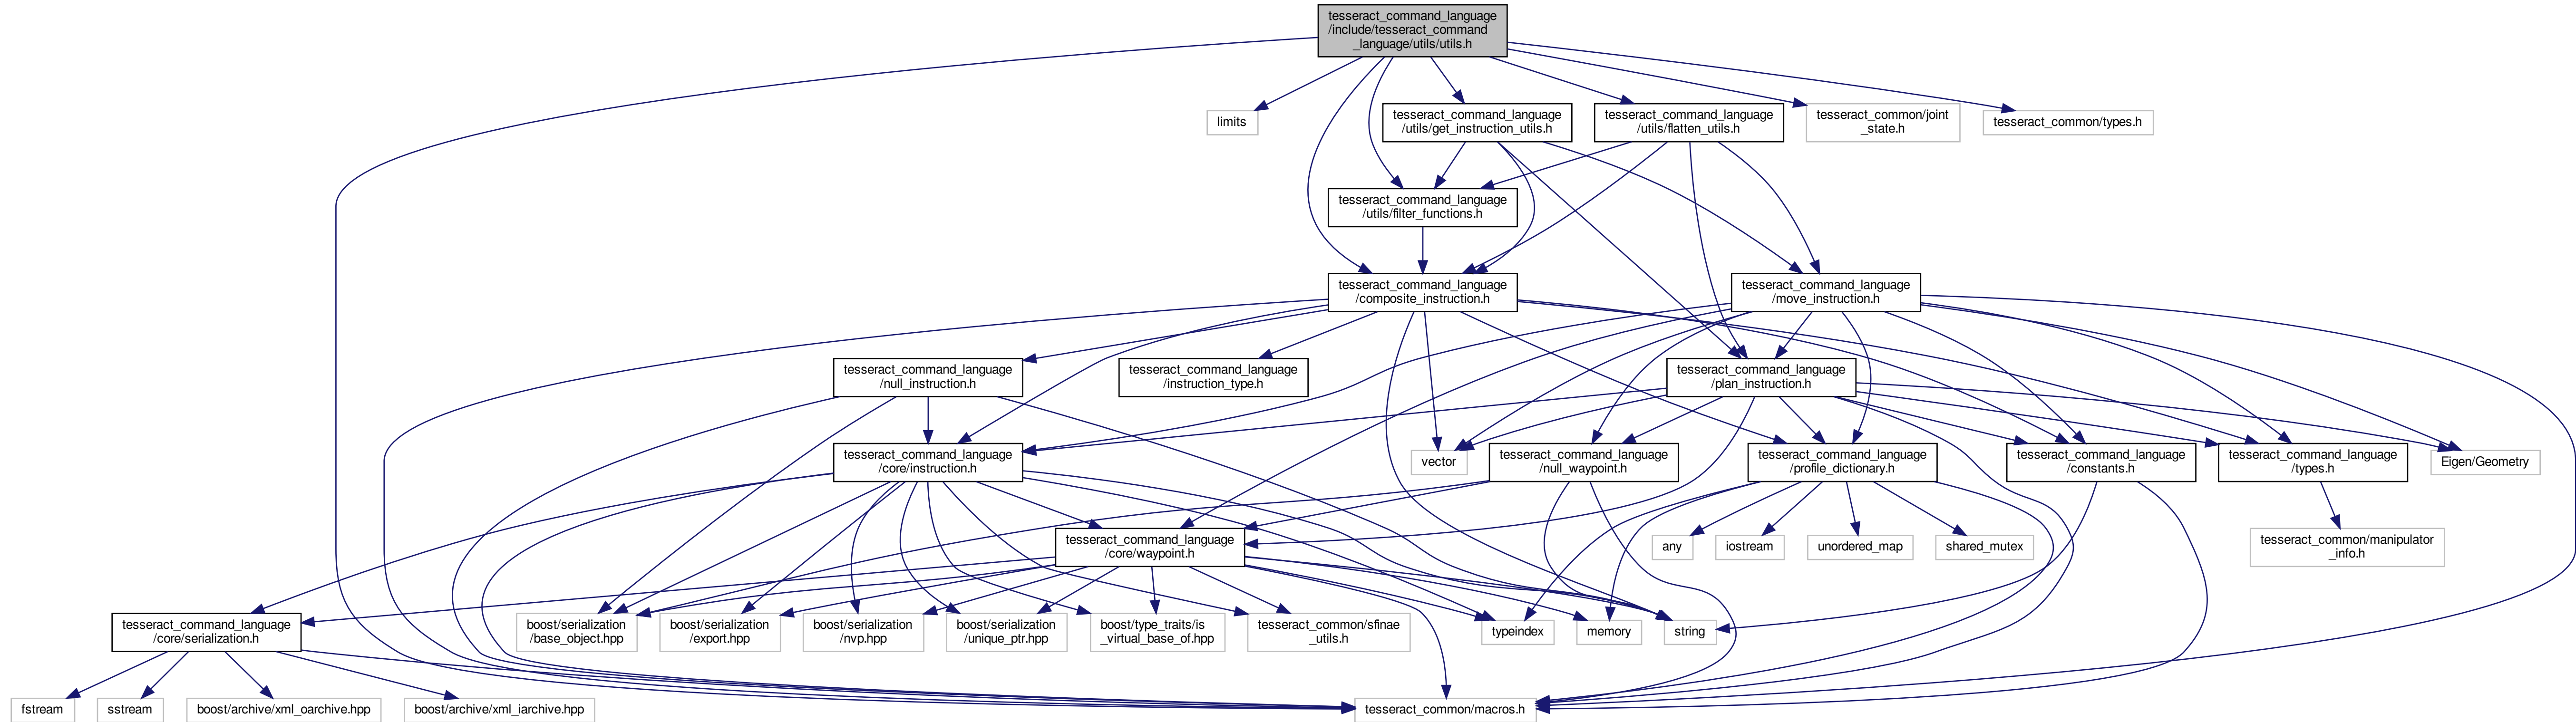 tesseract_command_language
/include/tesseract_command
_language/utils/utils.h
limits
tesseract_command_language
/utils/get_instruction_utils.h
tesseract_command_language
/utils/flatten_utils.h
tesseract_common/joint
_state.h
tesseract_common/types.h
tesseract_command_language
/utils/filter_functions.h
tesseract_command_language
/composite_instruction.h
tesseract_command_language
/move_instruction.h
tesseract_command_language
/null_instruction.h
tesseract_command_language
/instruction_type.h
tesseract_command_language
/plan_instruction.h
tesseract_command_language
/core/instruction.h
vector
tesseract_command_language
/null_waypoint.h
tesseract_command_language
/profile_dictionary.h
tesseract_command_language
/constants.h
tesseract_command_language
/types.h
Eigen/Geometry
tesseract_command_language
/core/waypoint.h
any
iostream
unordered_map
shared_mutex
tesseract_common/manipulator
_info.h
tesseract_command_language
/core/serialization.h
boost/serialization
/base_object.hpp
boost/serialization
/export.hpp
boost/serialization
/nvp.hpp
boost/serialization
/unique_ptr.hpp
boost/type_traits/is
_virtual_base_of.hpp
tesseract_common/sfinae
_utils.h
typeindex
memory
string
fstream
sstream
boost/archive/xml_oarchive.hpp
boost/archive/xml_iarchive.hpp
tesseract_common/macros.h